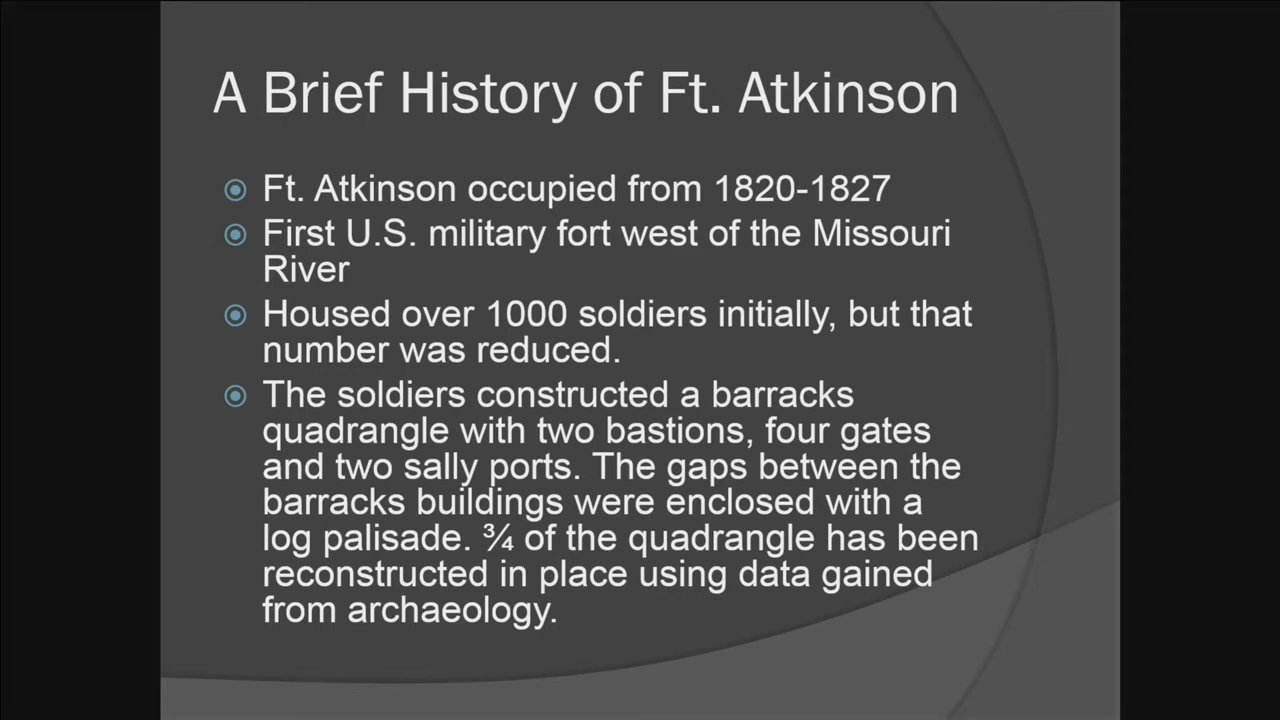 A Brief History of Ft. Atkinson
Ft. Atkinson occupied from 1820-1827
First U.S. military fort west of the Missouri
River
Housed over 1000 soldiers initially, but that
number was reduced.
The soldiers constructed a barracks
quadrangle with two bastions, four gates
and two sally ports. The gaps between the
barracks buildings were enclosed with a
log palisade. ¾ of the quadrangle has been
reconstructed in place using data gained
from archaeology.